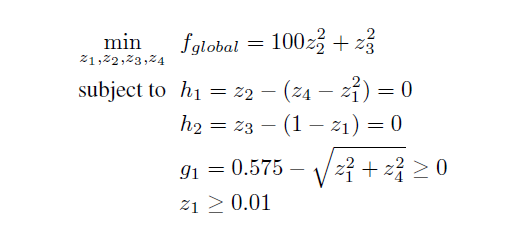 min f_global = 100z_2^2 + z_3^2
z_1,z_2,z_3,z_4
subject to h_1 = z_2 − (z_4 − z_1^2) = 0
h_2 = z_3 − (1 − z_1) = 0
g_1 = 0.575 − √(z_1^2 + z_4^2) ≥ 0
z_1 ≥ 0.01